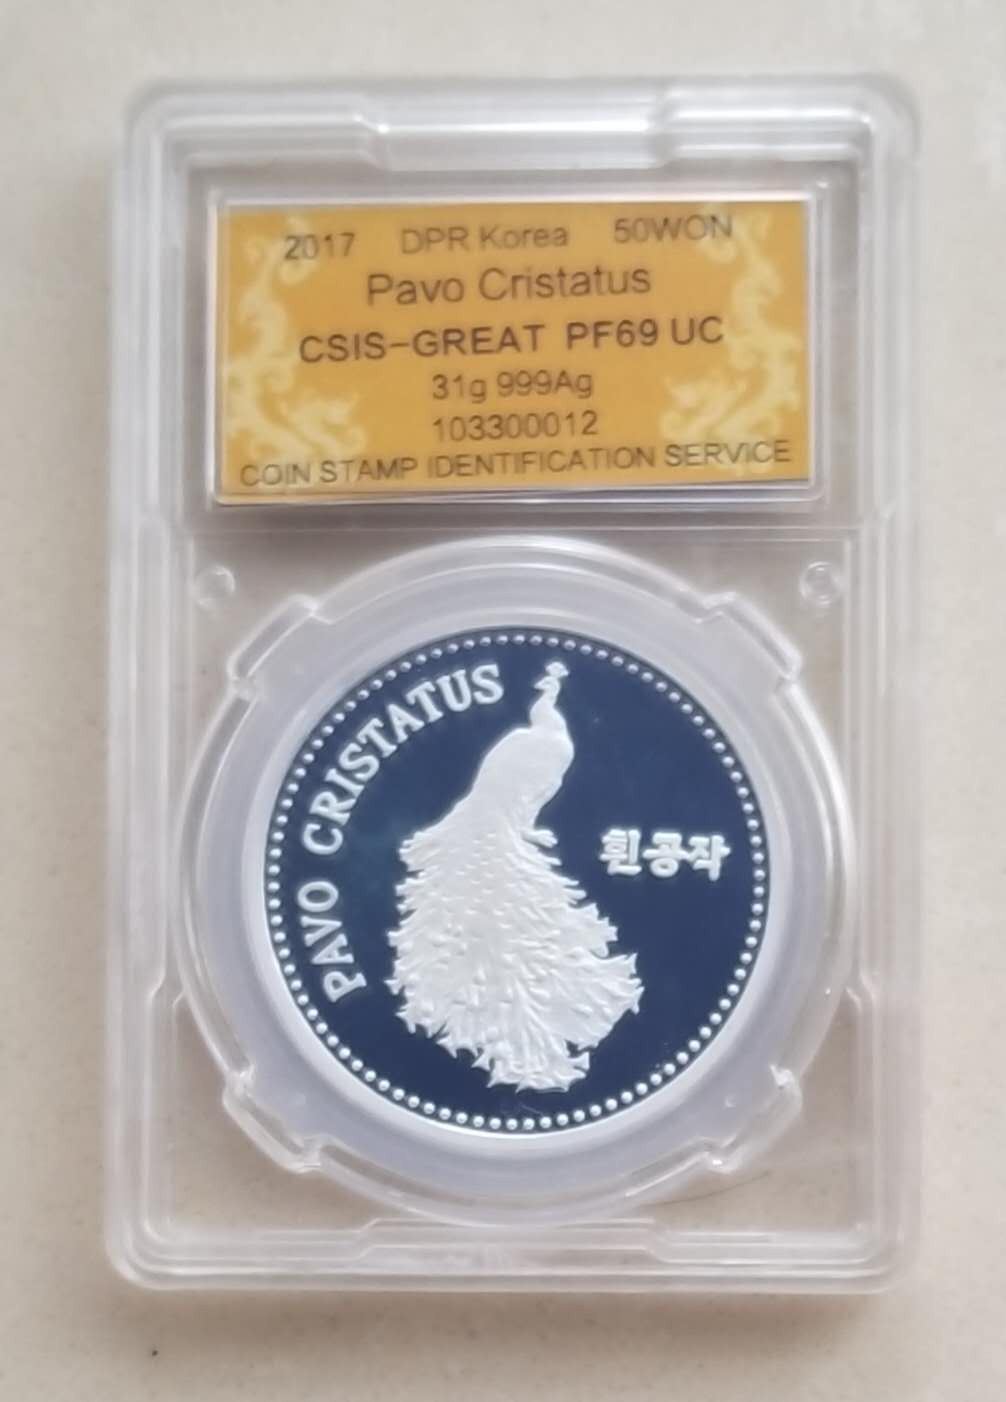 2017 DPR Korea 50WON
Pavo Cristatus
CSIS-GREAT PF69 UC
31g 999Ag
103300012
COIN STAMP IDENTIFICATION SERVICE
PAVO CRISTATUS
흰공작